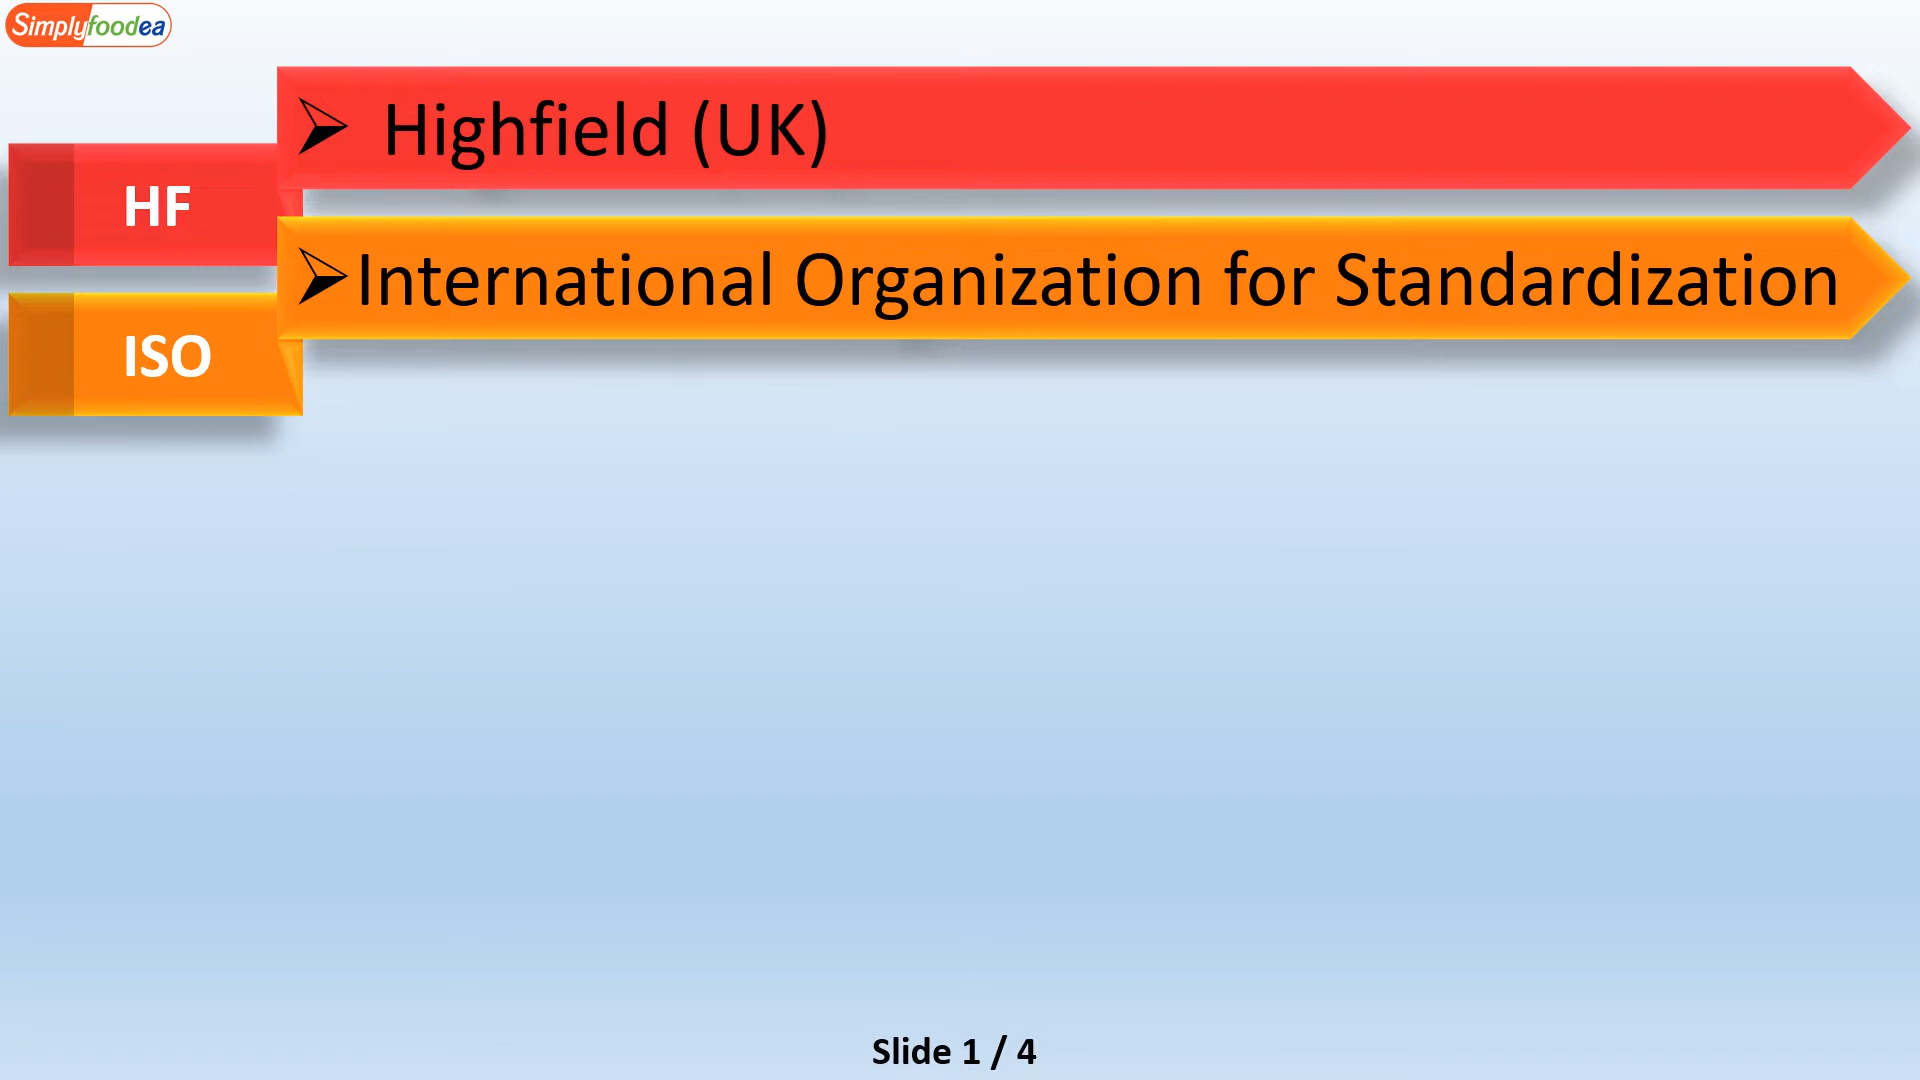 Simplyfoodea
➢ Highfield (UK)
HF
➢International Organization for Standardization
ISO
Slide 1 / 4